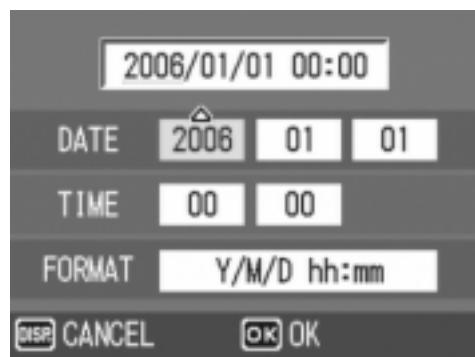 2006/01/01 00:00
DATE 2006 01 01
TIME 00 00
FORMAT Y/M/D hh:mm
DISP. CANCEL OK OK